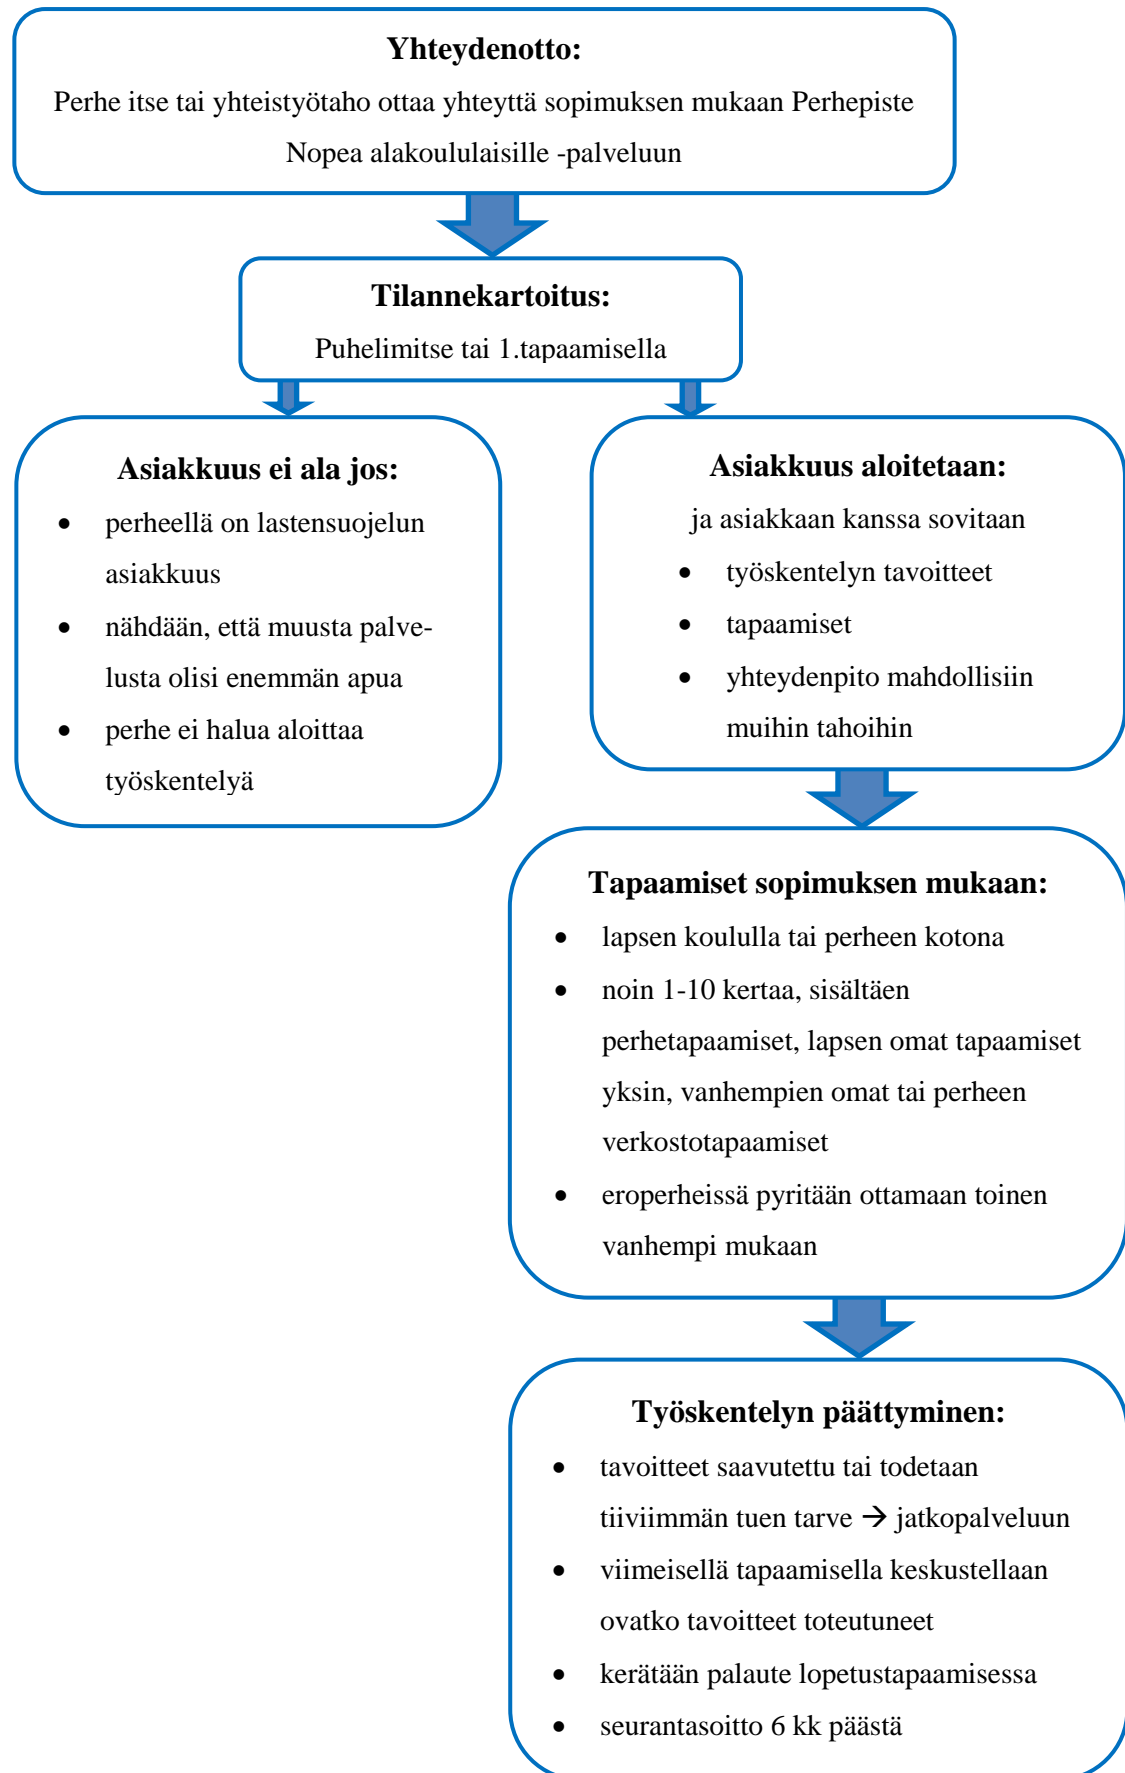 Yhteydenotto:
Perhe itse tai yhteistyötaho ottaa yhteyttä sopimuksen mukaan Perhepiste
Nopea alakoululaisille -palveluun
Tilannekartoitus:
Puhelimitse tai 1.tapaamisella
Asiakkuus ei ala jos:
• perheellä on lastensuojelun
asiakkuus
• nähdään, että muusta palve-
lusta olisi enemmän apua
• perhe ei halua aloittaa
työskentelyä
Asiakkuus aloitetaan:
ja asiakkaan kanssa sovitaan
• työskentelyn tavoitteet
• tapaamiset
• yhteydenpito mahdollisiin
muihin tahoihin
Tapaamiset sopimuksen mukaan:
• lapsen koululla tai perheen kotona
• noin 1-10 kertaa, sisältäen
perhetapaamiset, lapsen omat tapaamiset
yksin, vanhempien omat tai perheen
verkostotapaamiset
• eroperheissä pyritään ottamaan toinen
vanhempi mukaan
Työskentelyn päättyminen:
• tavoitteet saavutettu tai todetaan
tiiviimmän tuen tarve → jatkopalveluun
• viimeisellä tapaamisella keskustellaan
ovatko tavoitteet toteutuneet
• kerätään palaute lopetustapaamisessa
• seurantasoitto 6 kk päästä